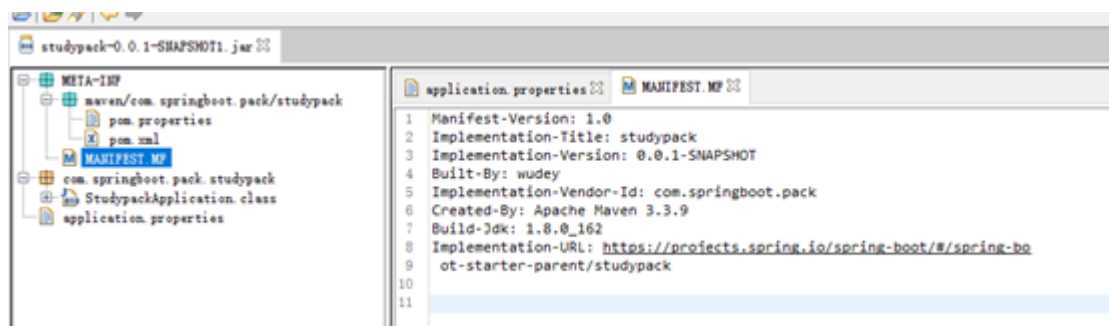 studypack-0.0.1-SNAPSHOT1.jar
META-INF
maven/com.springboot.pack/studypack
pom.properties
pom.xml
MANIFEST.MF
com.springboot.pack.studypack
StudypackApplication.class
application.properties
application.properties MANIFEST.MF
1 Manifest-Version: 1.0
2 Implementation-Title: studypack
3 Implementation-Version: 0.0.1-SNAPSHOT
4 Built-By: wudey
5 Implementation-Vendor-Id: com.springboot.pack
6 Created-By: Apache Maven 3.3.9
7 Build-Jdk: 1.8.0_162
8 Implementation-URL: https://projects.spring.io/spring-boot/#/spring-bo
9 ot-starter-parent/studypack
10
11